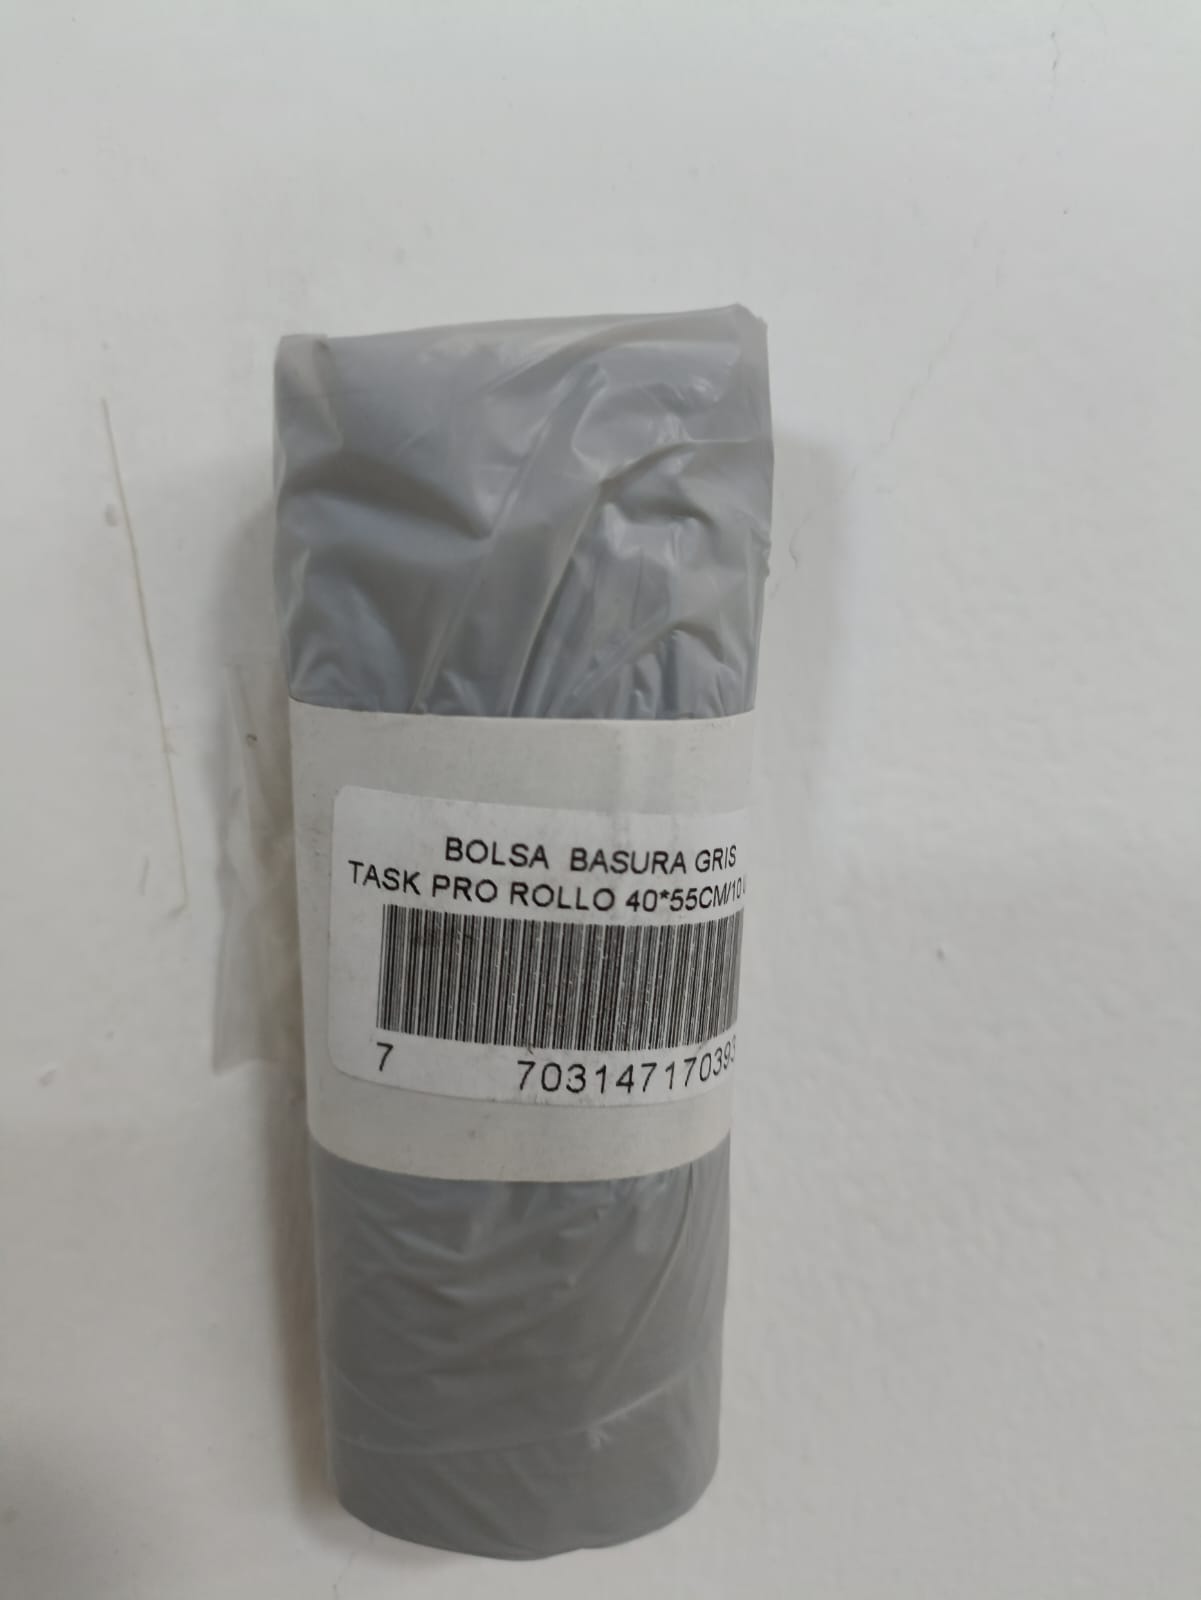 BOLSA BASURA GRIS
TASK PRO ROLLO 40*55CM/10
7 703147170393